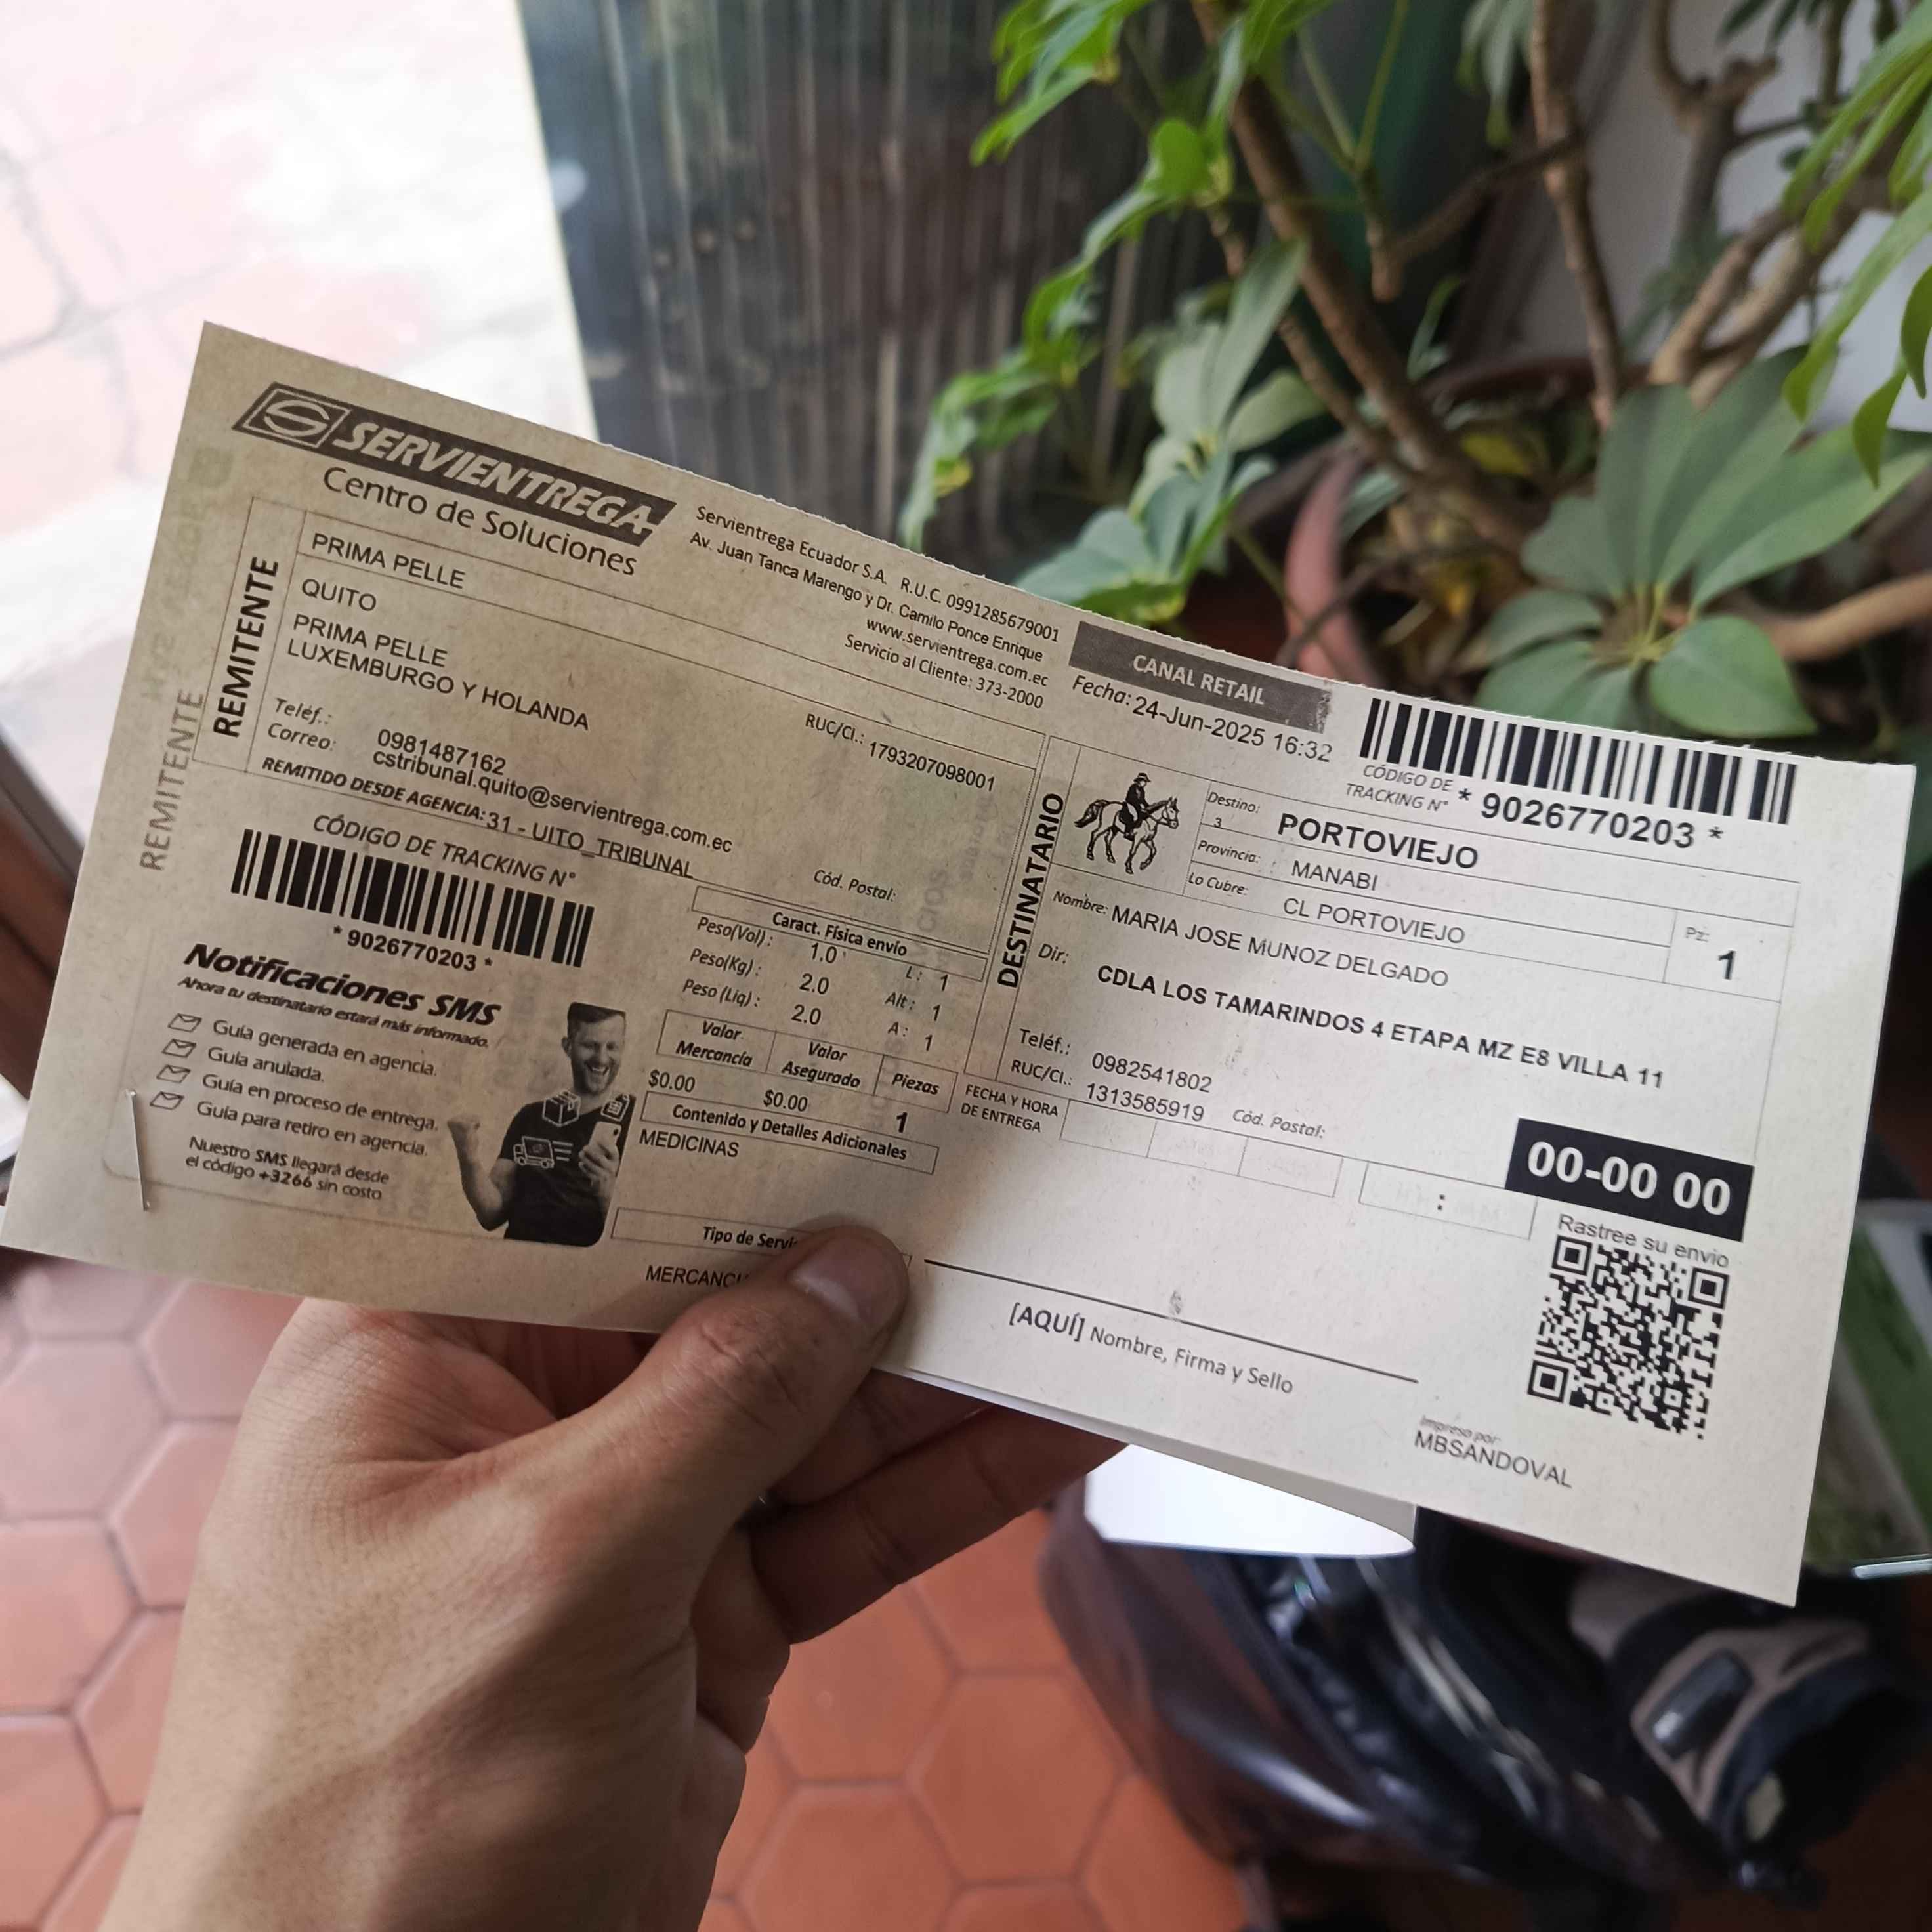 SERVIENTREGA
Centro de Soluciones
Servientrega Ecuador S.A. R.U.C. 0991285679001
Av. Juan Tanca Marengo y Dr. Camilo Ponce Enrique
www.servientrega.com.ec
Servicio al Cliente: 373-2000
CANAL RETAIL
Fecha: 24-Jun-2025 16:32
CÓDIGO DE
TRACKING N° * 9026770203 *
REMITENTE
REMITENTE
PRIMA PELLE
QUITO
PRIMA PELLE
LUXEMBURGO Y HOLANDA
RUC/CI.: 1793207098001
Teléf.: 0981487162
Correo: cstribunal.quito@servientrega.com.ec
REMITIDO DESDE AGENCIA: 31 - UITO_TRIBUNAL
Cód. Postal:
CÓDIGO DE TRACKING N°
* 9026770203 *
Notificaciones SMS
Ahora tu destinatario estará más informado.
Guía generada en agencia.
Guía anulada.
Guía en proceso de entrega.
Guía para retiro en agencia.
Nuestro SMS llegará desde
el código +3266 sin costo
Caract. Física envío
Peso(Vol): 1.0 L: 1
Peso(Kg): 2.0 Alt: 1
Peso (Liq): 2.0 A: 1
Valor Mercancía Valor Asegurado Piezas
$0.00 $0.00 1
Contenido y Detalles Adicionales
MEDICINAS
Tipo de Servi
MERCANCI
DESTINATARIO
Destino: PORTOVIEJO
3
Provincia: MANABI
Lo Cubre: CL PORTOVIEJO
Pz: 1
Nombre: MARIA JOSE MUNOZ DELGADO
Dir: CDLA LOS TAMARINDOS 4 ETAPA MZ E8 VILLA 11
Teléf.: 0982541802
RUC/CI.: 1313585919 Cód. Postal:
FECHA Y HORA
DE ENTREGA
:
00-00 00
Rastree su envio
[AQUÍ] Nombre, Firma y Sello
Impreso por:
MBSANDOVAL